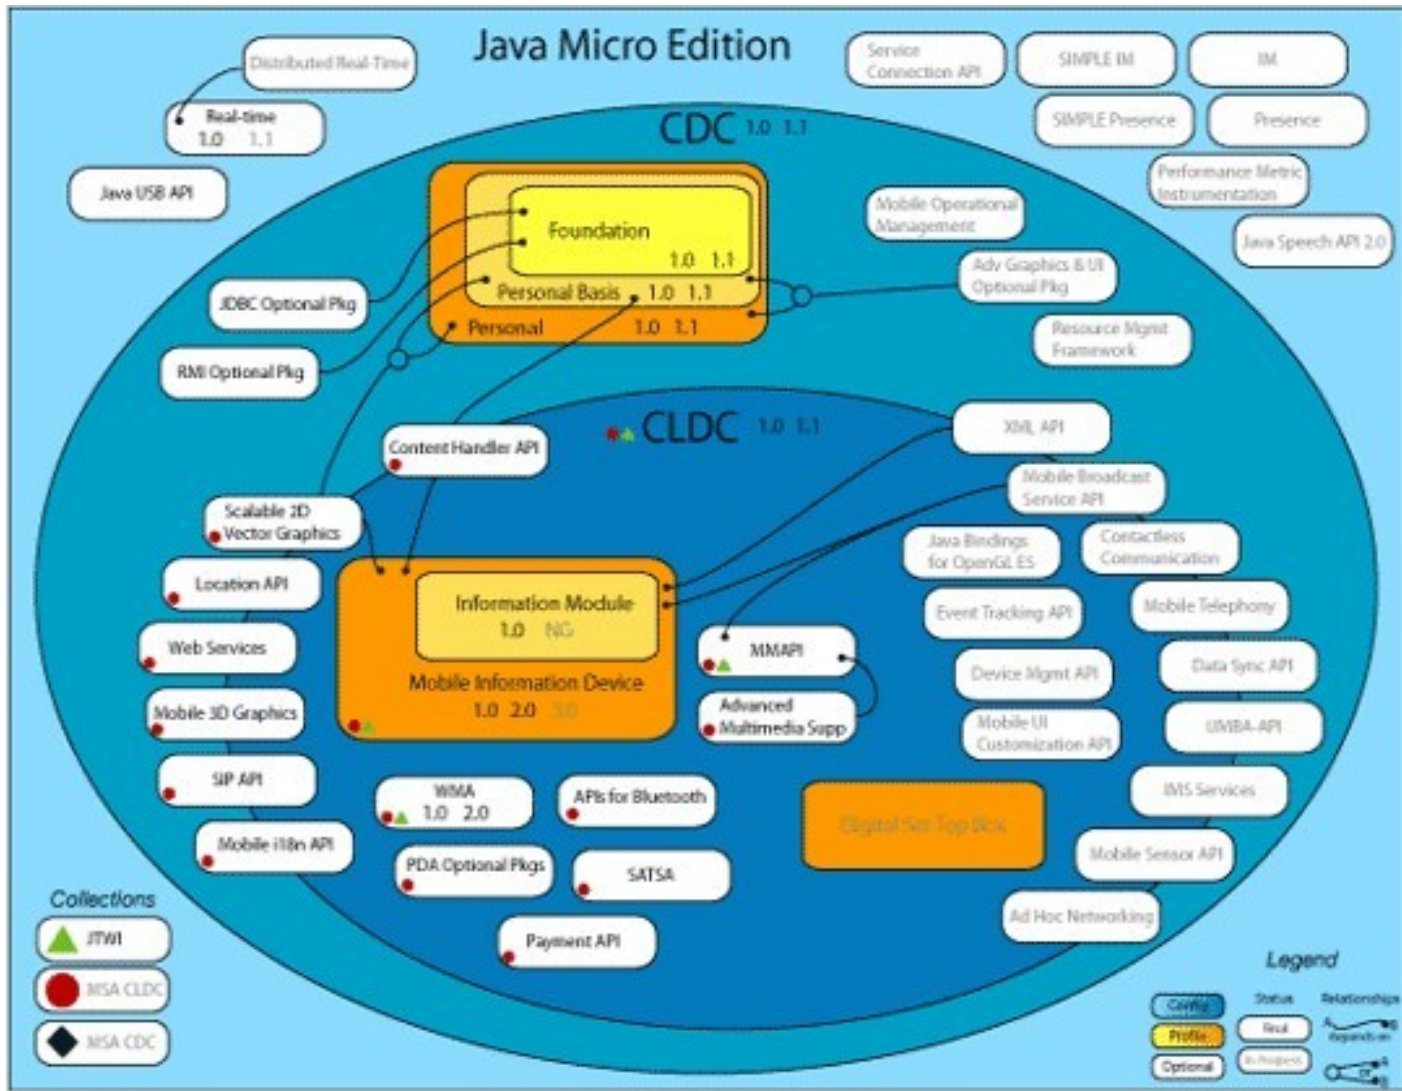 Java Micro Edition
Distributed Real-Time
Real-time
1.0 1.1
Java USB API
Service
Connection API
SIMPLE IM
IM
SIMPLE Presence
Presence
Performance Metric
Instrumentation
Java Speech API 2.0
CDC 1.0 1.1
Foundation
1.0 1.1
Personal Basis 1.0 1.1
Personal 1.0 1.1
Mobile Operational
Management
Adv Graphics & UI
Optional Pkg
Resource Mgmt
Framework
JDBC Optional Pkg
RMI Optional Pkg
CLDC 1.0 1.1
Content Handler API
XML API
Mobile Broadcast
Service API
Scalable 2D
Vector Graphics
Java Bindings
for OpenGL ES
Contactless
Communication
Location API
Information Module
1.0 NG
Event Tracking API
Mobile Telephony
Web Services
MMAPI
Device Mgmt API
Data Sync API
Mobile Information Device
1.0 2.0 3.0
Mobile 3D Graphics
Advanced
Multimedia Supp
Mobile UI
Customization API
UMBA-API
SIP API
WMA
1.0 2.0
APIs for Bluetooth
IMS Services
Digital Set Top Box
Mobile i18n API
PDA Optional Pkgs
SATSA
Mobile Sensor API
Payment API
Ad Hoc Networking
Collections
JTWI
MSA CLDC
MSA CDC
Legend
Config
Profile
Optional
Status
Final
In Progress
Relationships
A B
depends on
A
or
B